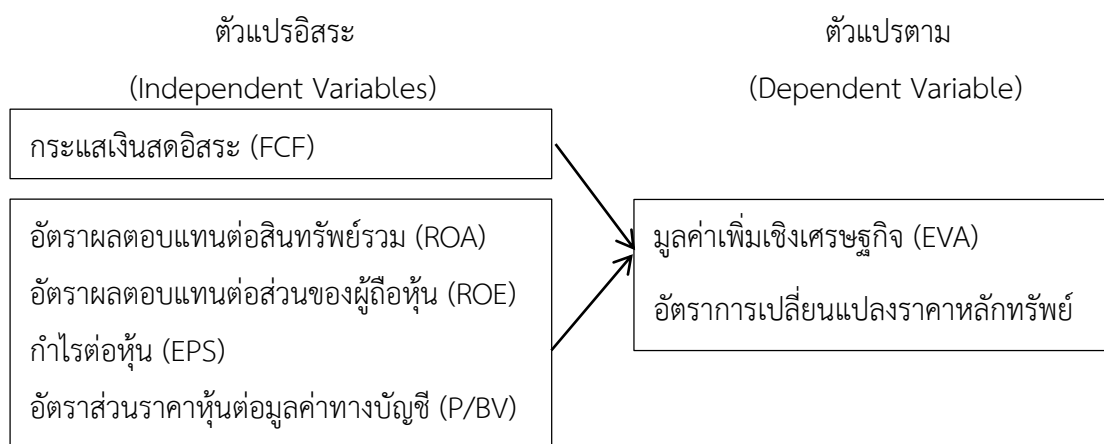 ตัวแปรอิสระ
(Independent Variables)
กระแสเงินสดอิสระ (FCF)
อัตราผลตอบแทนต่อสินทรัพย์รวม (ROA)
อัตราผลตอบแทนต่อส่วนของผู้ถือหุ้น (ROE)
กำไรต่อหุ้น (EPS)
อัตราส่วนราคาหุ้นต่อมูลค่าทางบัญชี (P/BV)
ตัวแปรตาม
(Dependent Variable)
มูลค่าเพิ่มเชิงเศรษฐกิจ (EVA)
อัตราการเปลี่ยนแปลงราคาหลักทรัพย์